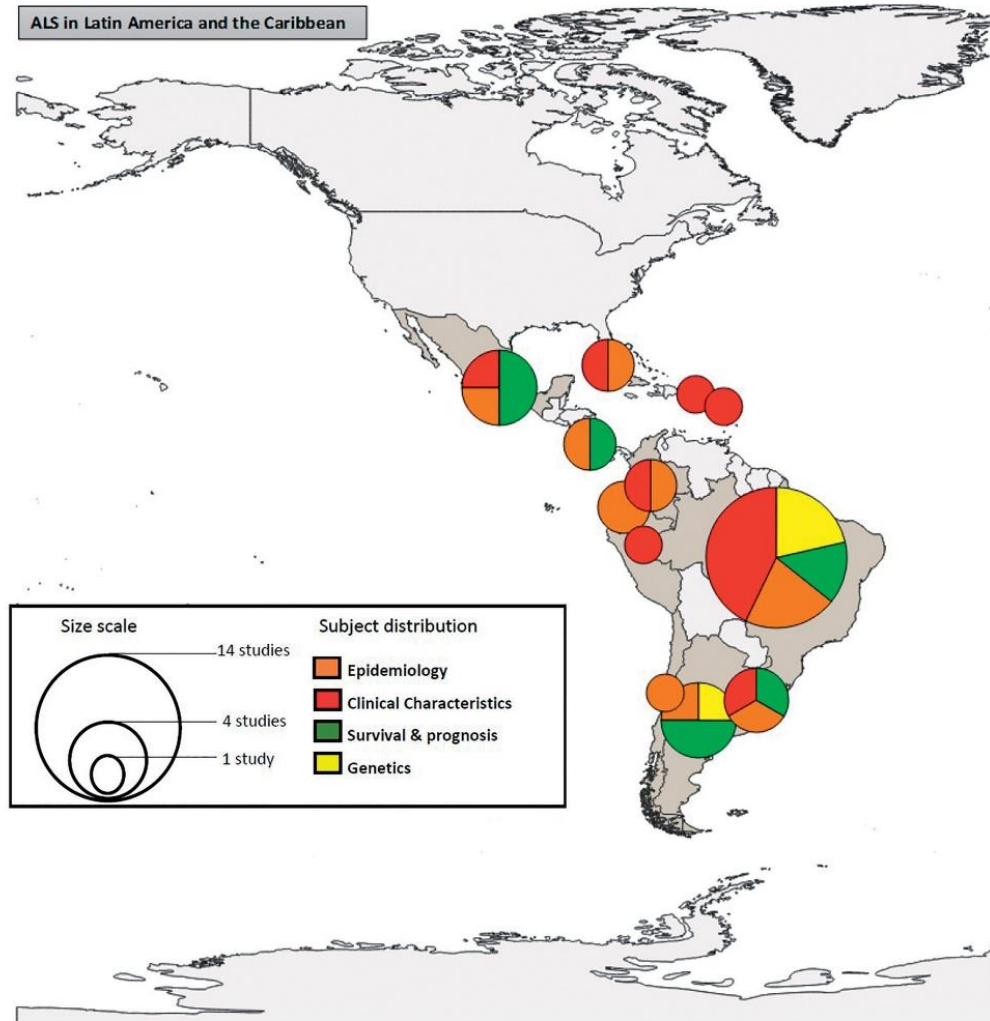 ALS in Latin America and the Caribbean
Size scale
14 studies
4 studies
1 study
Subject distribution
Epidemiology
Clinical Characteristics
Survival & prognosis
Genetics